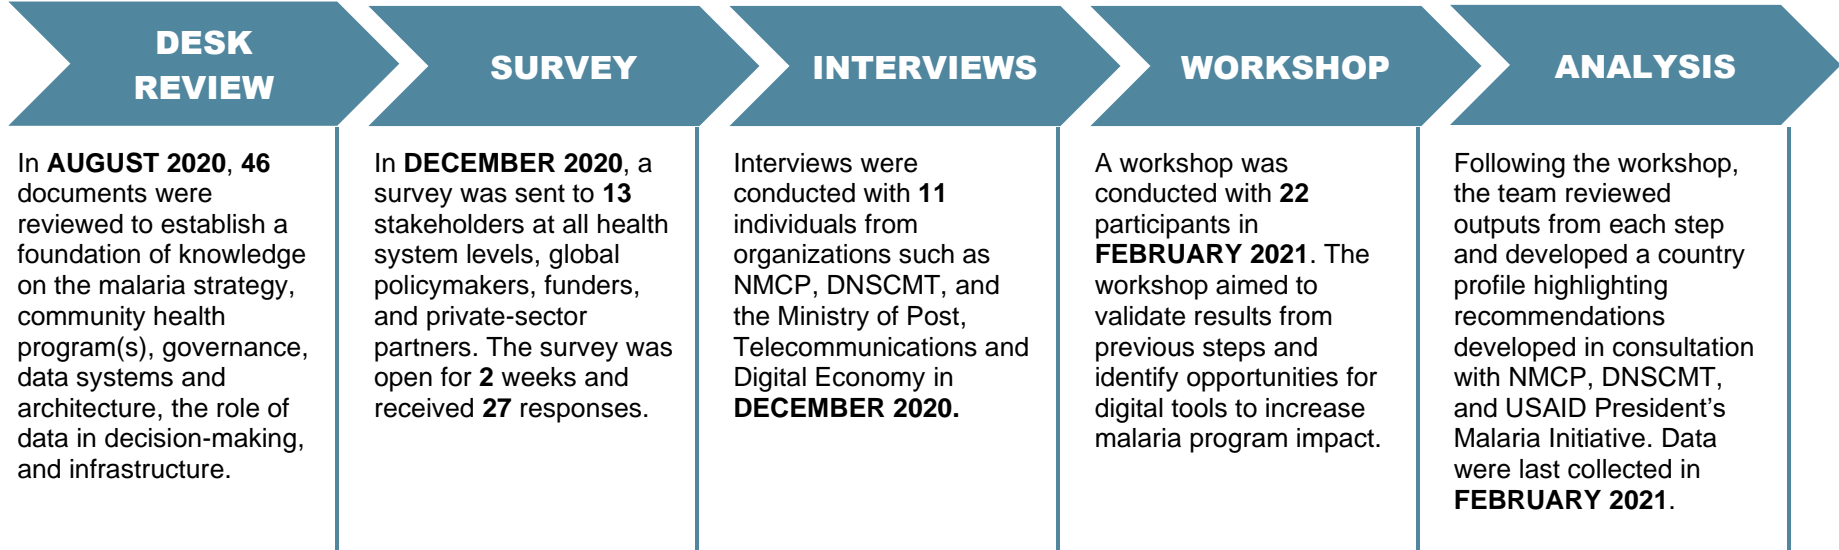 DESK
REVIEW
In AUGUST 2020, 46
documents were
reviewed to establish a
foundation of knowledge
on the malaria strategy,
community health
program(s), governance,
data systems and
architecture, the role of
data in decision-making,
and infrastructure.
SURVEY
In DECEMBER 2020, a
survey was sent to 13
stakeholders at all health
system levels, global
policymakers, funders,
and private-sector
partners. The survey was
open for 2 weeks and
received 27 responses.
INTERVIEWS
Interviews were
conducted with 11
individuals from
organizations such as
NMCP, DNSCMT, and
the Ministry of Post,
Telecommunications and
Digital Economy in
DECEMBER 2020.
WORKSHOP
A workshop was
conducted with 22
participants in
FEBRUARY 2021. The
workshop aimed to
validate results from
previous steps and
identify opportunities for
digital tools to increase
malaria program impact.
ANALYSIS
Following the workshop,
the team reviewed
outputs from each step
and developed a country
profile highlighting
recommendations
developed in consultation
with NMCP, DNSCMT,
and USAID President’s
Malaria Initiative. Data
were last collected in
FEBRUARY 2021.